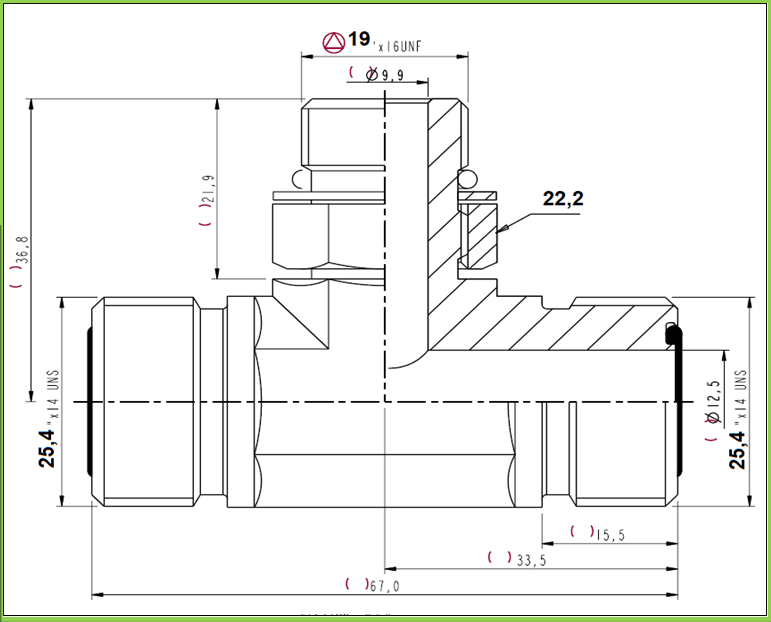 19"x16UNF
( )Ø9,9
( )21,9
22,2
( )36,8
25,4"x14 UNS
( )Ø12,5
25,4"x14 UNS
( )15,5
( )33,5
( )67,0